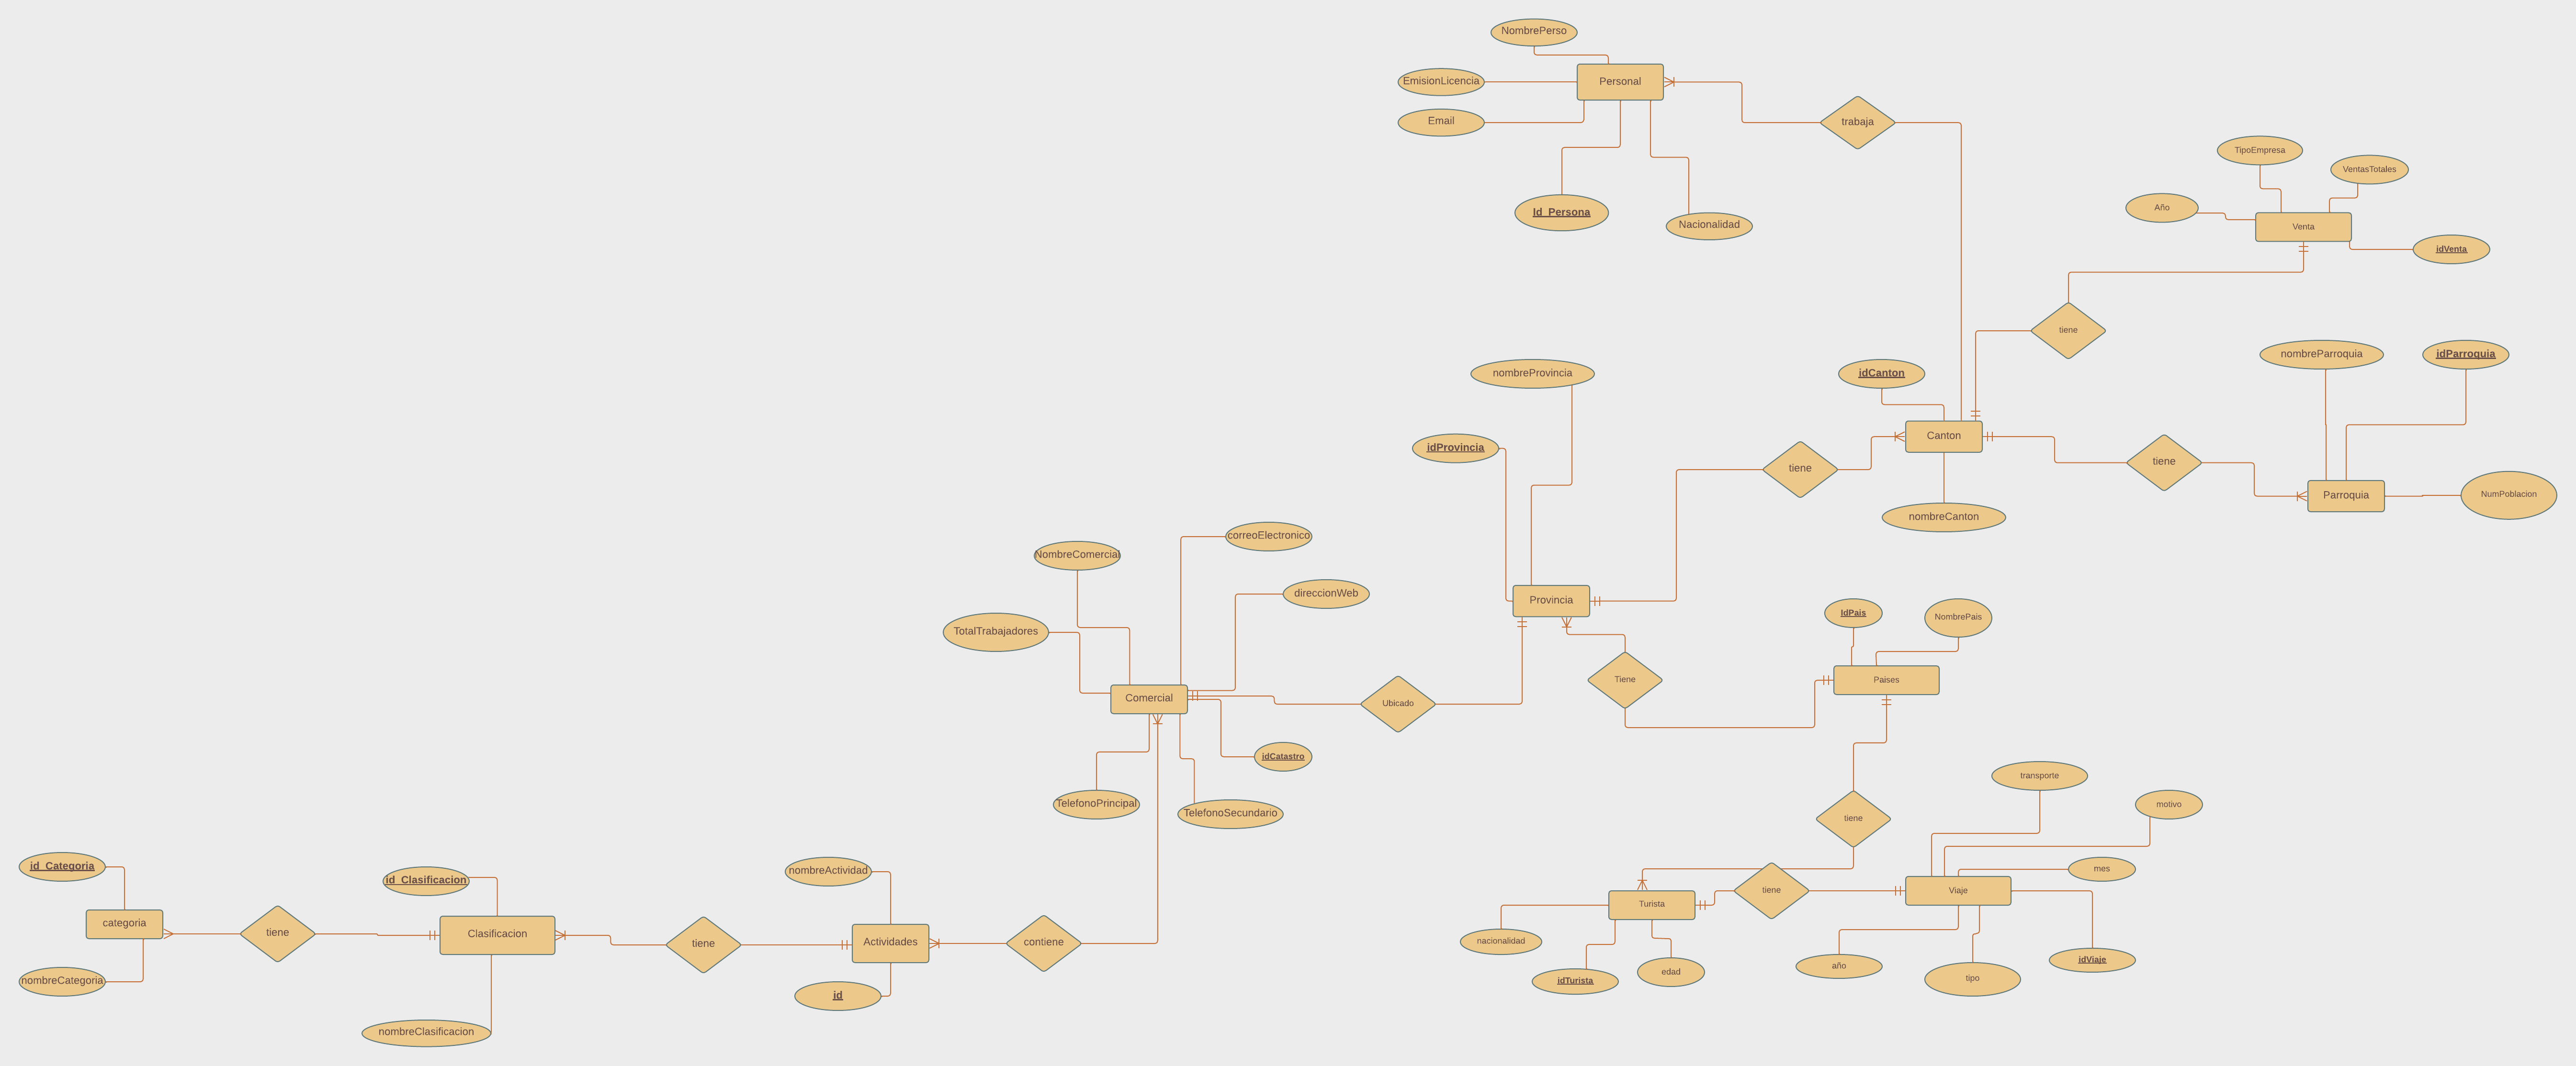 NombrePerso
EmisionLicencia
Personal
Email
trabaja
Id_Persona
Nacionalidad
TipoEmpresa
VentasTotales
Año
Venta
idVenta
tiene
nombreProvincia
idCanton
nombreParroquia
idParroquia
idProvincia
tiene
Canton
tiene
Parroquia
NumPoblacion
nombreCanton
NombreComercial
correoElectronico
direccionWeb
TotalTrabajadores
Provincia
IdPais
NombrePais
Comercial
Ubicado
Tiene
Paises
idCatastro
TelefonoPrincipal
TelefonoSecundario
transporte
motivo
tiene
mes
id_Categoria
id_Clasificacion
nombreActividad
categoria
tiene
Clasificacion
tiene
Actividades
contiene
Turista
tiene
Viaje
nacionalidad
idTurista
edad
año
tipo
idViaje
nombreCategoria
id
nombreClasificacion